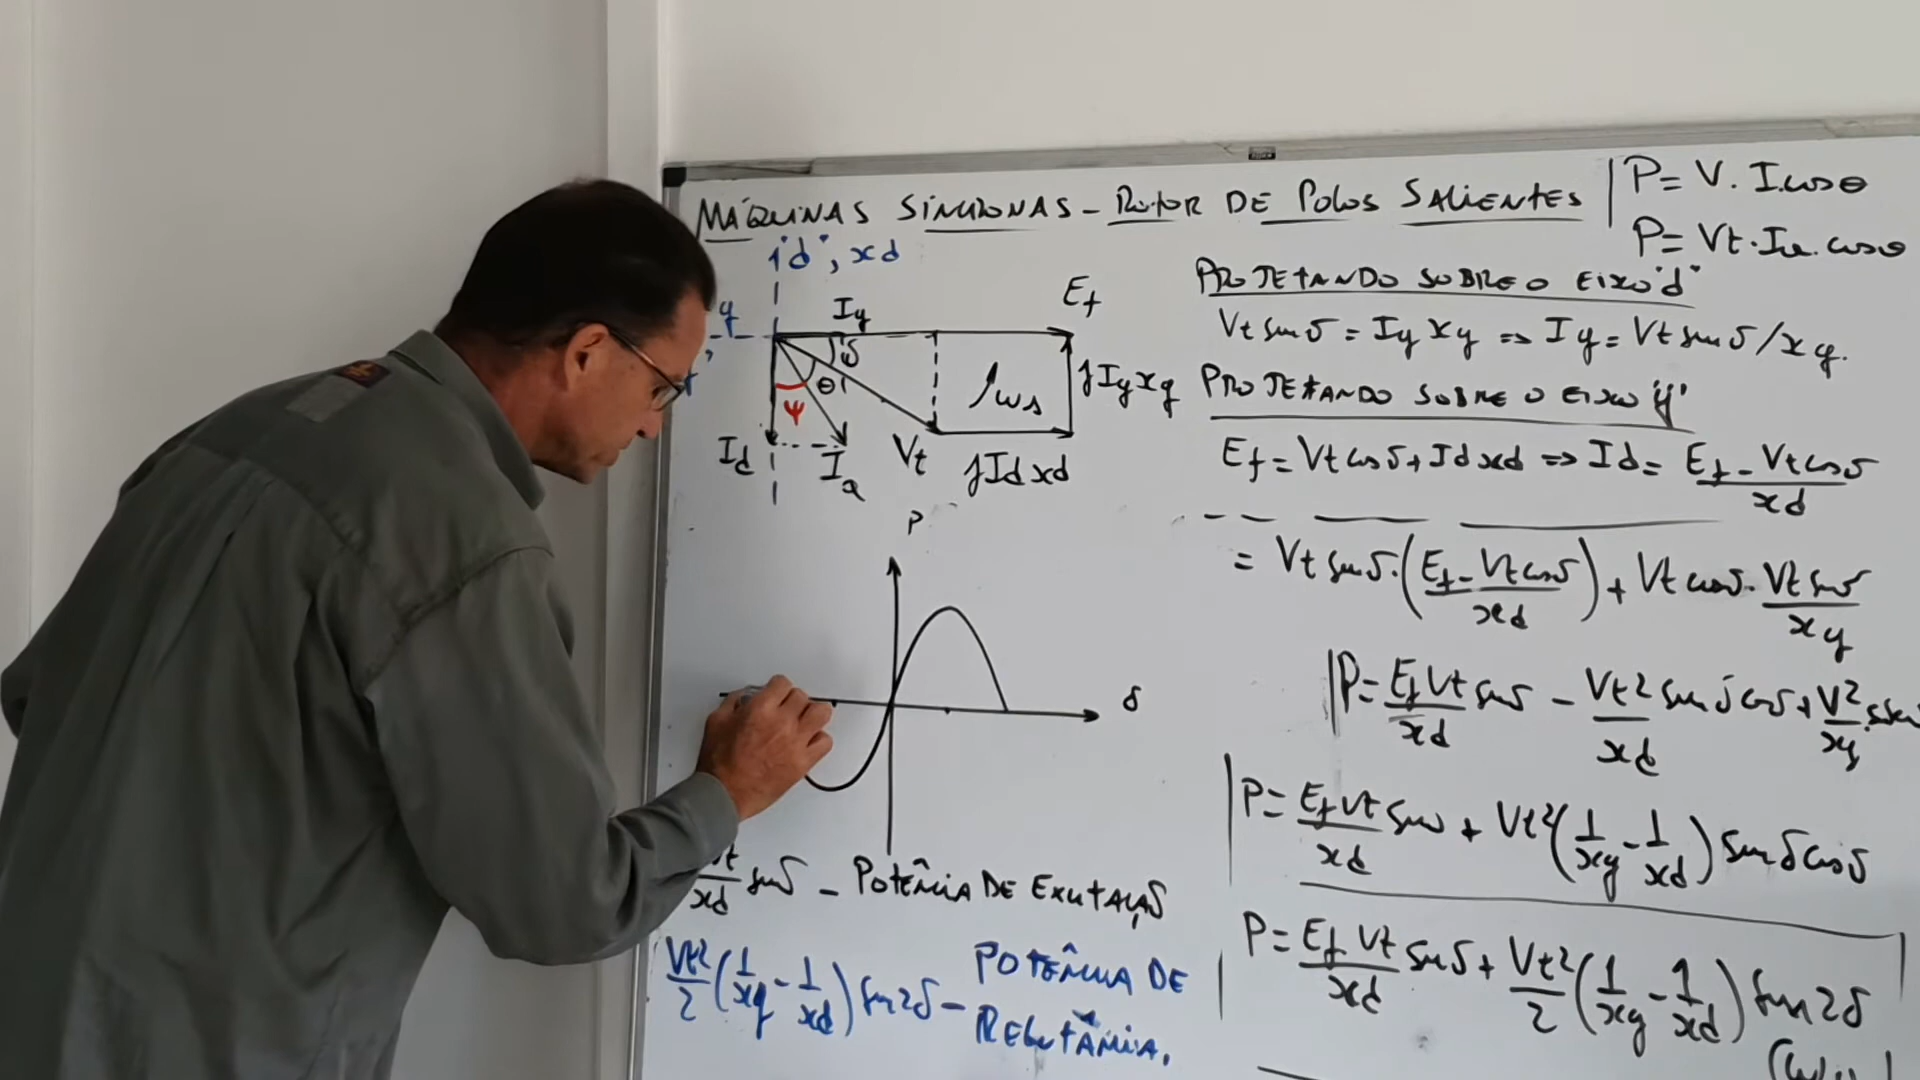 MÁQUINAS SÍNCRONAS - ROTOR DE POLOS SALIENTES
P = V. I. cos θ
P = Vt. Ia. cos θ
"d", xd
q
Iq
Ef
δ
θ
ψ
Id
Ia
Vt
jIdxd
jIqxq
ωs
PROJETANDO SOBRE O EIXO "d"
Vt sen δ = Iq xq => Iq = Vt sen δ/xq.
PROJETANDO SOBRE O EIXO "q"
Ef = Vt cos δ + Id xd => Id = Ef - Vt cos δ / xd
= Vt sen δ. (Ef - Vt cos δ / xd) + Vt cos δ. Vt sen δ / xq
P = Ef Vt / xd sen δ - Vt² / xd sen δ cos δ + V² / xq
P = Ef Vt / xd sen δ + Vt² (1/xq - 1/xd) sen δ cos δ
P = Ef Vt / xd sen δ + Vt² / 2 (1/xq - 1/xd) sen 2δ
P
δ
Vt / xd sen δ - POTÊNCIA DE EXCITAÇÃO
Vt² / 2 (1/xq - 1/xd) sen 2δ - POTÊNCIA DE
RELUTÂNCIA.